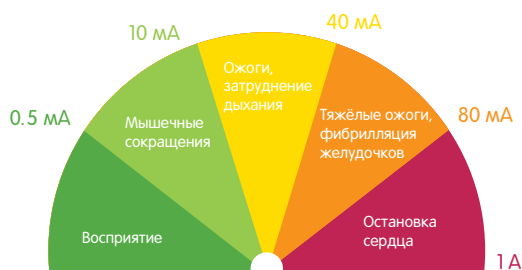 0.5 мА
10 мА
40 мА
80 мА
1 А
Восприятие
Мышечные
сокращения
Ожоги,
затруднение
дыхания
Тяжёлые ожоги,
фибрилляция
желудочков
Остановка
сердца